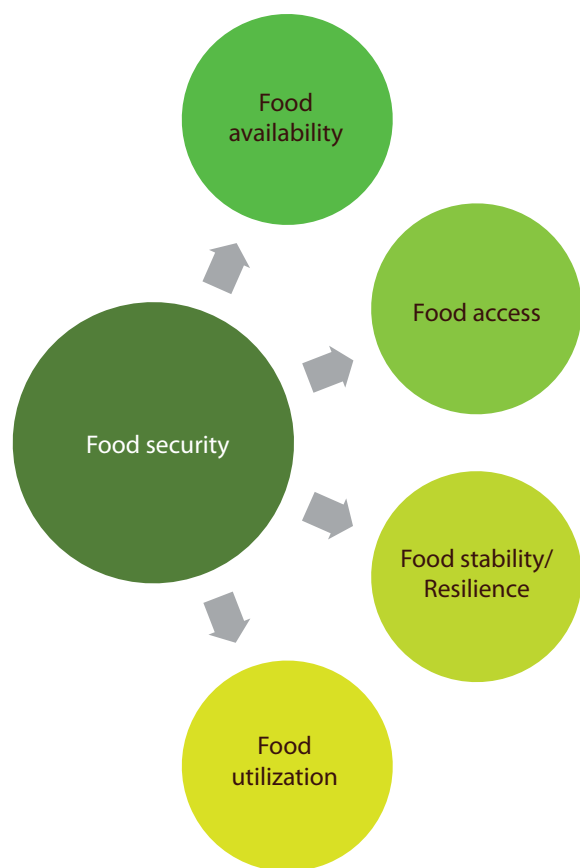 Food
availability
Food access
Food security
Food stability/
Resilience
Food
utilization